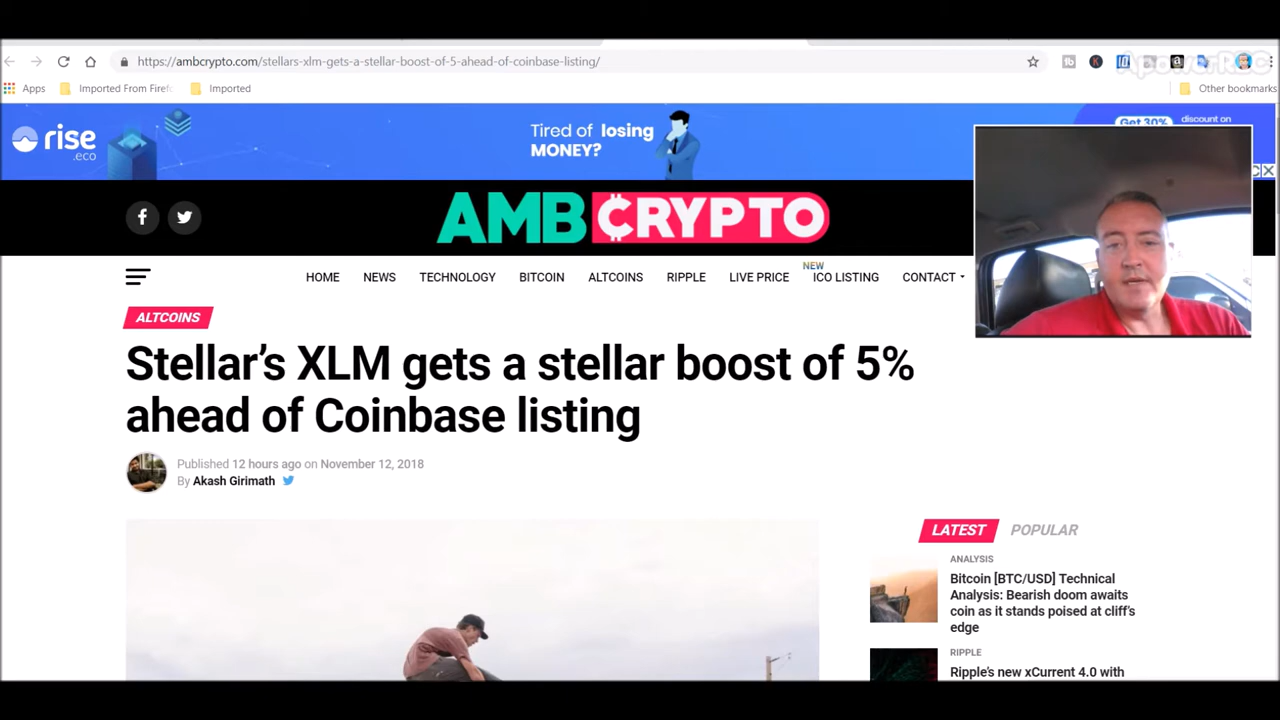 ApowerREC
https://ambcrypto.com/stellars-xlm-gets-a-stellar-boost-of-5-ahead-of-coinbase-listing/
Apps Imported From Firef Imported Other bookmarks
rise
.eco
Tired of losing
MONEY?
Get 30% discount on
AMBCRYPTO
NEW
HOME NEWS TECHNOLOGY BITCOIN ALTCOINS RIPPLE LIVE PRICE ICO LISTING CONTACT
ALTCOINS
Stellar’s XLM gets a stellar boost of 5%
ahead of Coinbase listing
Published 12 hours ago on November 12, 2018
By Akash Girimath
LATEST POPULAR
ANALYSIS
Bitcoin [BTC/USD] Technical
Analysis: Bearish doom awaits
coin as it stands poised at cliff’s
edge
RIPPLE
Ripple’s new xCurrent 4.0 with